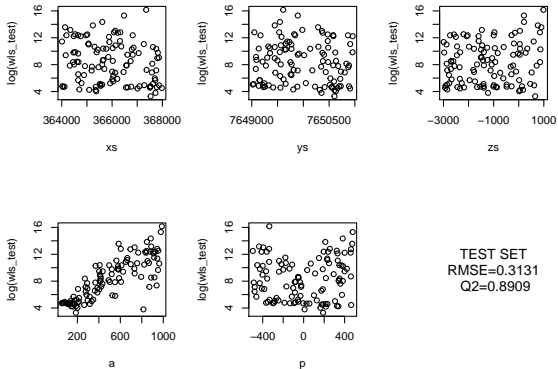 log(wls_test)
4 8 12 16
364000 366000 368000
xs
log(wls_test)
4 8 12 16
7649000 7650500
ys
log(wls_test)
4 8 12 16
−3000 −1000 1000
zs
log(wls_test)
4 8 12 16
200 600 1000
a
log(wls_test)
4 8 12 16
−400 0 400
p
TEST SET
RMSE=0.3131
Q2=0.8909